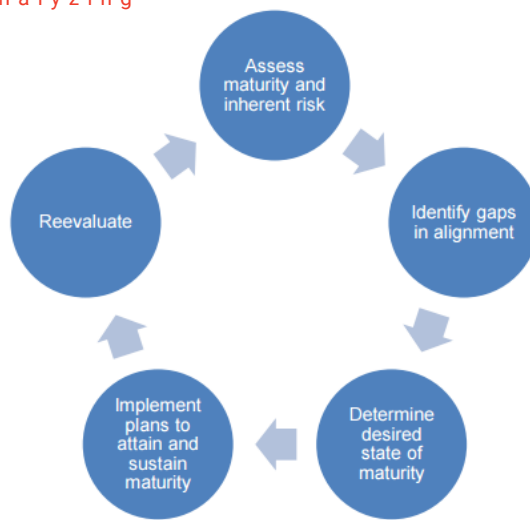 Assess
maturity and
inherent risk
Identify gaps
in alignment
Determine
desired
state of
maturity
Implement
plans to
attain and
sustain
maturity
Reevaluate